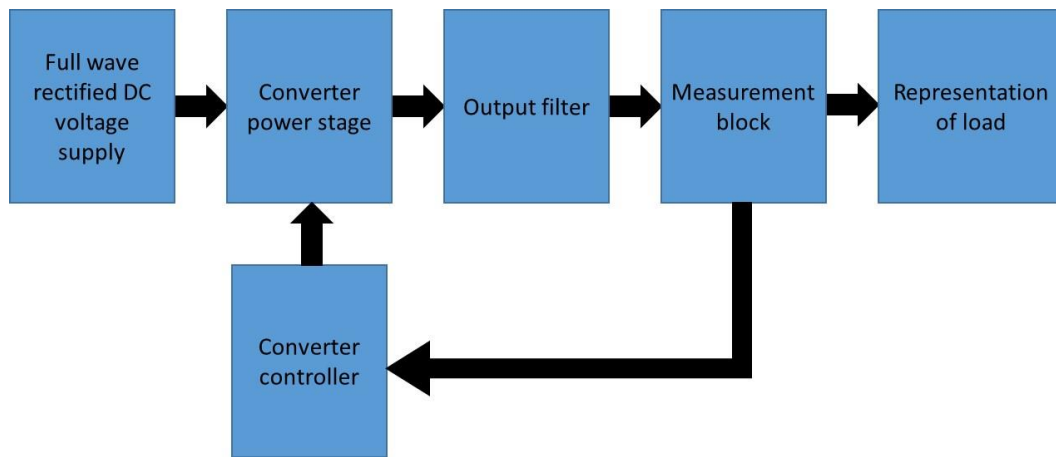 Full wave
rectified DC
voltage
supply
Converter
power stage
Output filter
Measurement
block
Representation
of load
Converter
controller